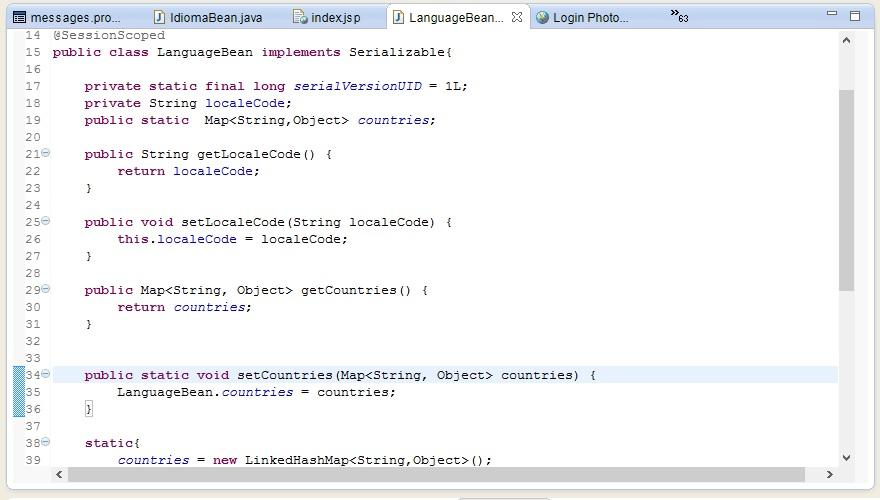 messages.pro... IdiomaBean.java index.jsp LanguageBean... Login Photo... »63
14 @SessionScoped
15 public class LanguageBean implements Serializable{
16
17 private static final long serialVersionUID = 1L;
18 private String localeCode;
19 public static  Map<String,Object> countries;
20
21 public String getLocaleCode() {
22 return localeCode;
23 }
24
25 public void setLocaleCode(String localeCode) {
26 this.localeCode = localeCode;
27 }
28
29 public Map<String, Object> getCountries() {
30 return countries;
31 }
32
33
34 public static void setCountries(Map<String, Object> countries) {
35 LanguageBean.countries = countries;
36 }
37
38 static{
39 countries = new LinkedHashMap<String,Object>();